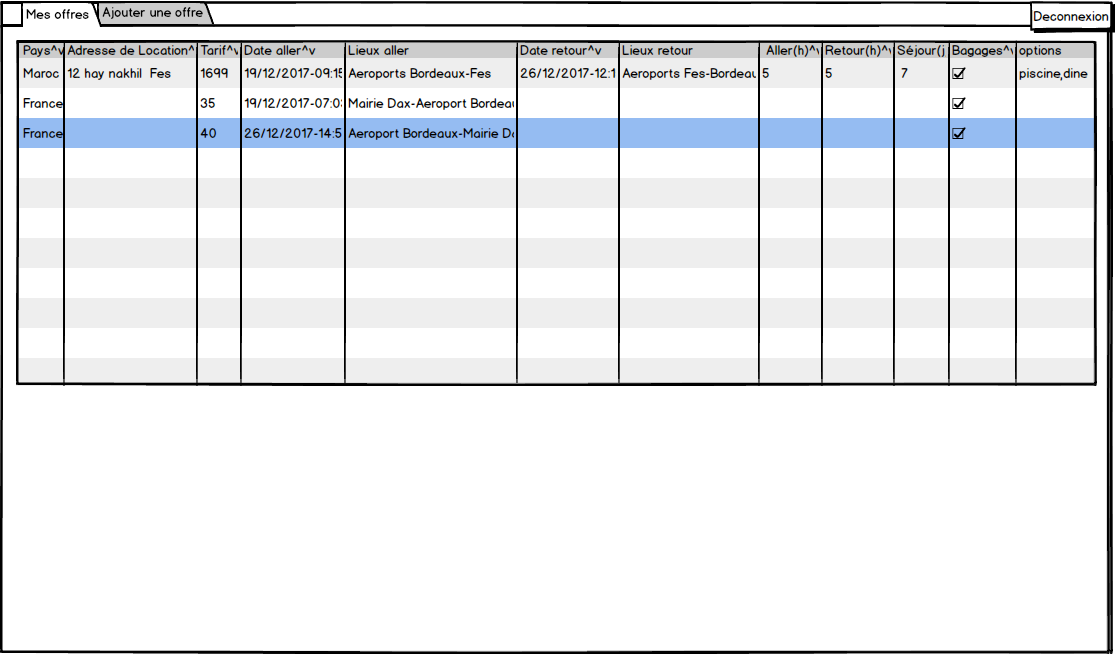 Mes offres Ajouter une offre
Deconnexion
Pays^v Adresse de Location^ Tarif^v Date aller^v Lieux aller Date retour^v Lieux retour Aller(h)^v Retour(h)^v Séjour(j Bagages^v options
Maroc 12 hay nakhil Fes 1699 19/12/2017-09:15 Aeroports Bordeaux-Fes 26/12/2017-12:1 Aeroports Fes-Bordeau 5 5 7 piscine,dine
France 35 19/12/2017-07:0 Mairie Dax-Aeroport Bordeau
France 40 26/12/2017-14:5 Aeroport Bordeaux-Mairie Da